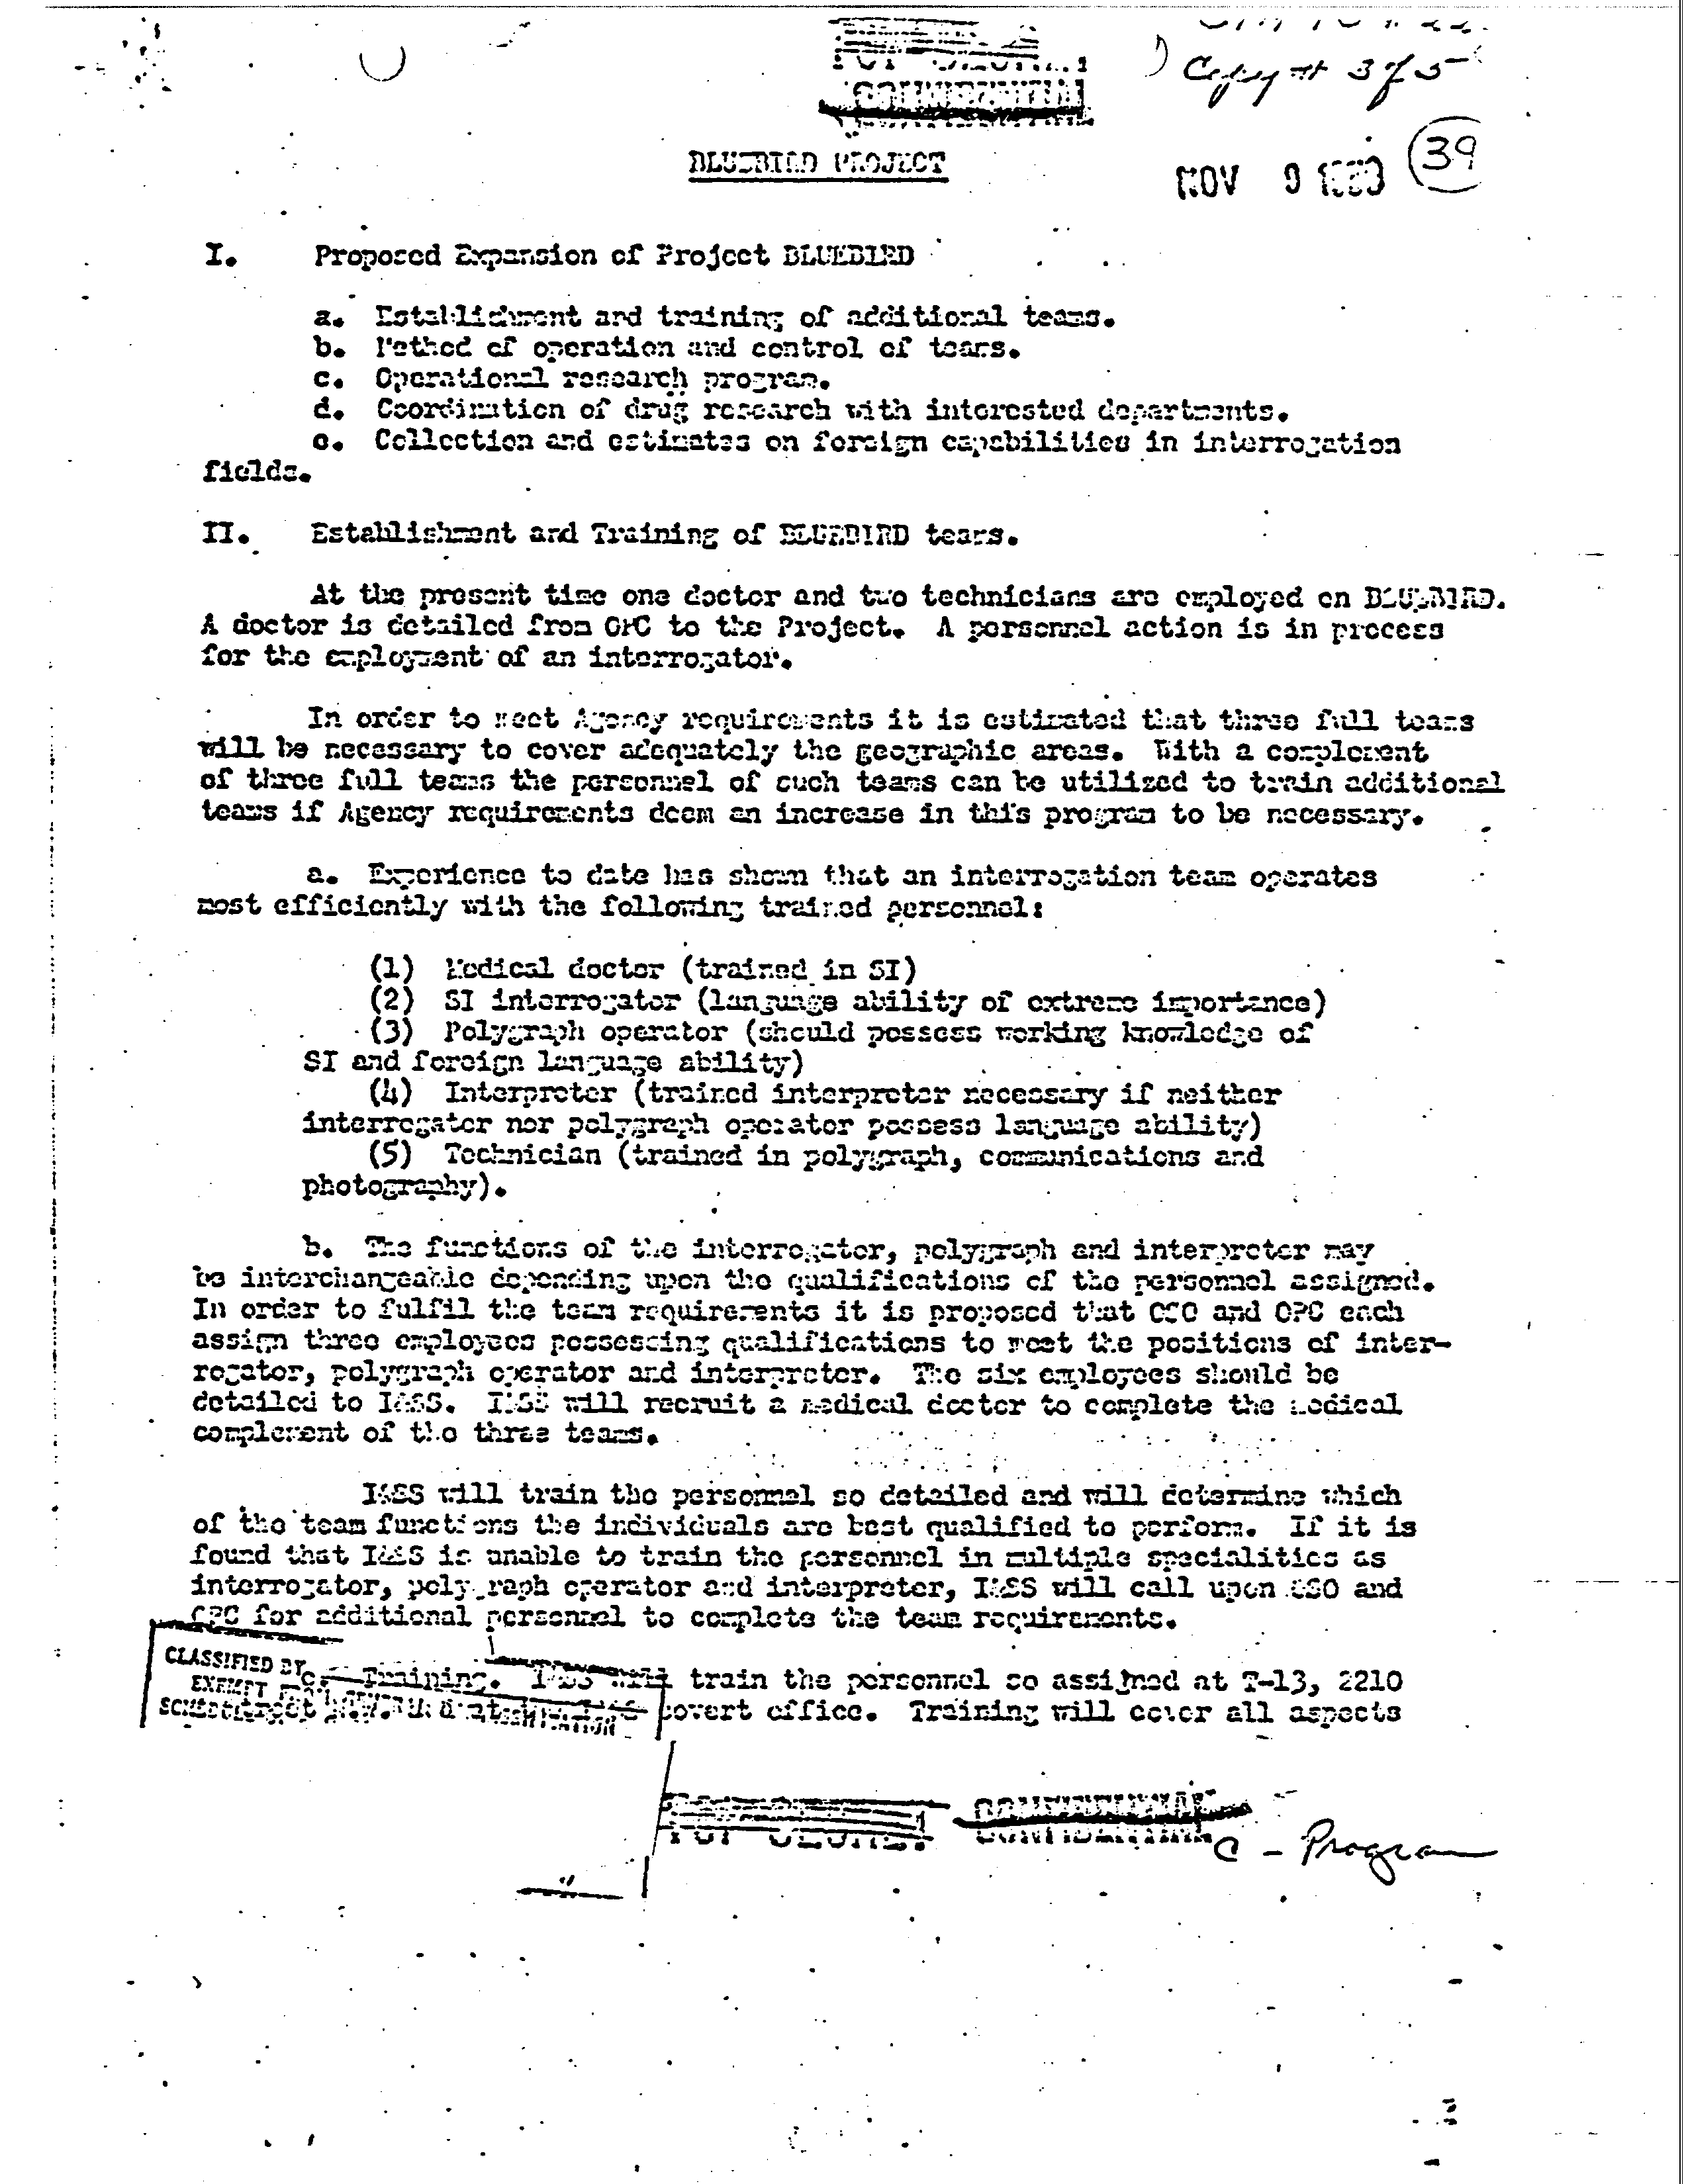 Copy # 3 of 5
BLUEBIRD PROJECT
NOV 9
39
I. Proposed Expansion of Project BLUEBIRD
a. Establishment and training of additional teams.
b. Method of operation and control of teams.
c. Operational research program.
d. Coordination of drug research with interested departments.
e. Collection and estimates on foreign capabilities in interrogation
fields.
II. Establishment and Training of BLUEBIRD teams.
At the present time one doctor and two technicians are employed on BLUEBIRD.
A doctor is detailed from OPC to the Project. A personnel action is in process
for the employment of an interrogator.
In order to meet Agency requirements it is estimated that three full teams
will be necessary to cover adequately the geographic areas. With a complement
of three full teams the personnel of such teams can be utilized to train additional
teams if Agency requirements deem an increase in this program to be necessary.
a. Experience to date has shown that an interrogation team operates
most efficiently with the following trained personnel:
(1) Medical doctor (trained in SI)
(2) SI interrogator (language ability of extreme importance)
(3) Polygraph operator (should possess working knowledge of
SI and foreign language ability)
(4) Interpreter (trained interpreter necessary if neither
interrogator nor polygraph operator possess language ability)
(5) Technician (trained in polygraph, communications and
photography).
b. The functions of the interrogator, polygraph and interpreter may
be interchangeable depending upon the qualifications of the personnel assigned.
In order to fulfil the team requirements it is proposed that OSO and OPC each
assign three employees possessing qualifications to meet the positions of inter-
rogator, polygraph operator and interpreter. The six employees should be
detailed to I&SS. I&SS will recruit a medical doctor to complete the medical
complement of the three teams.
I&SS will train the personnel so detailed and will determine which
of the team functions the individuals are best qualified to perform. If it is
found that I&SS is unable to train the personnel in multiple specialities as
interrogator, polygraph operator and interpreter, I&SS will call upon OSO and
OPC for additional personnel to complete the team requirements.
CLASSIFIED BY
EXEMPT
c. Training. I&SS will train the personnel so assigned at T-13, 2210
covert office. Training will cover all aspects
TOP SECRET CONFIDENTIAL
C - Program